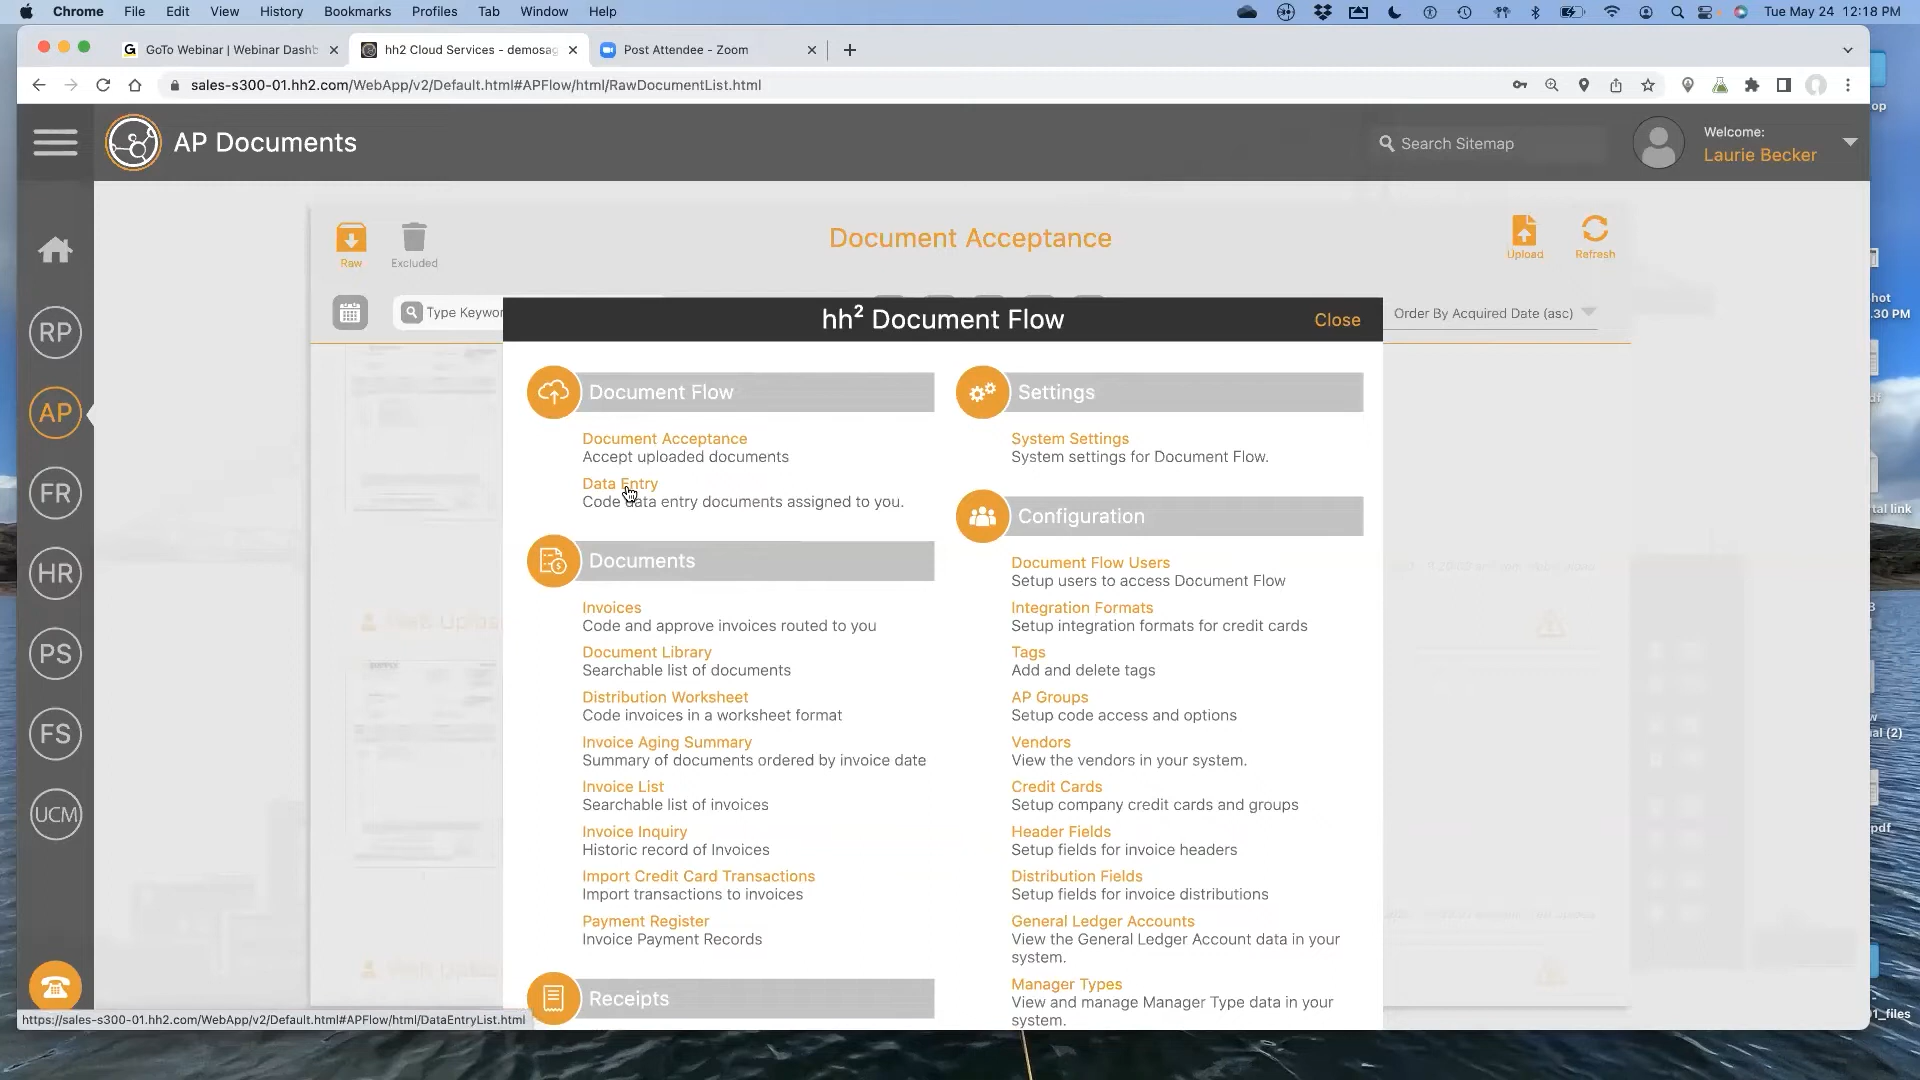 Chrome File Edit View History Bookmarks Profiles Tab Window Help
Tue May 24 12:18 PM
GoTo Webinar | Webinar Dashb
hh2 Cloud Services - demosag
Post Attendee - Zoom
sales-s300-01.hh2.com/WebApp/v2/Default.html#APFlow/html/RawDocumentList.html
AP Documents
Search Sitemap
Welcome:
Laurie Becker
Raw
Excluded
Document Acceptance
Upload
Refresh
Type Keywor
Order By Acquired Date (asc)
hh² Document Flow
Close
RP
AP
FR
HR
PS
FS
UCM
Document Flow
Document Acceptance
Accept uploaded documents
Data Entry
Code data entry documents assigned to you.
Documents
Invoices
Code and approve invoices routed to you
Document Library
Searchable list of documents
Distribution Worksheet
Code invoices in a worksheet format
Invoice Aging Summary
Summary of documents ordered by invoice date
Invoice List
Searchable list of invoices
Invoice Inquiry
Historic record of Invoices
Import Credit Card Transactions
Import transactions to invoices
Payment Register
Invoice Payment Records
Receipts
Settings
System Settings
System settings for Document Flow.
Configuration
Document Flow Users
Setup users to access Document Flow
Integration Formats
Setup integration formats for credit cards
Tags
Add and delete tags
AP Groups
Setup code access and options
Vendors
View the vendors in your system.
Credit Cards
Setup company credit cards and groups
Header Fields
Setup fields for invoice headers
Distribution Fields
Setup fields for invoice distributions
General Ledger Accounts
View the General Ledger Account data in your
system.
Manager Types
View and manage Manager Type data in your
system.
https://sales-s300-01.hh2.com/WebApp/v2/Default.html#APFlow/html/DataEntryList.html
op
hot
.30 PM
tal link
al (2)
pdf
1_files